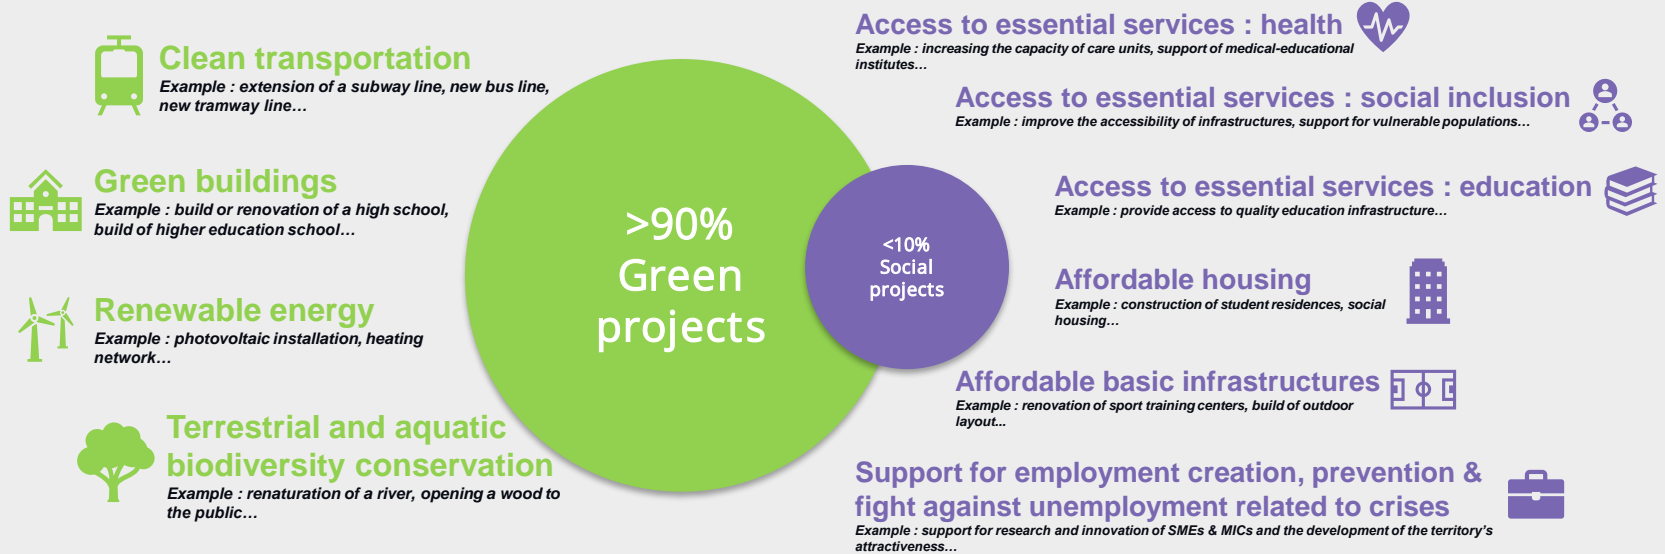 Clean transportation
Example : extension of a subway line, new bus line,
new tramway line…
Green buildings
Example : build or renovation of a high school,
build of higher education school…
Renewable energy
Example : photovoltaic installation, heating
network…
Terrestrial and aquatic
biodiversity conservation
Example : renaturation of a river, opening a wood to
the public…
>90%
Green
projects
<10%
Social
projects
Access to essential services : health
Example : increasing the capacity of care units, support of medical-educational
institutes…
Access to essential services : social inclusion
Example : improve the accessibility of infrastructures, support for vulnerable populations…
Access to essential services : education
Example : provide access to quality education infrastructure…
Affordable housing
Example : construction of student residences, social
housing…
Affordable basic infrastructures
Example : renovation of sport training centers, build of outdoor
layout...
Support for employment creation, prevention &
fight against unemployment related to crises
Example : support for research and innovation of SMEs & MICs and the development of the territory's
attractiveness…